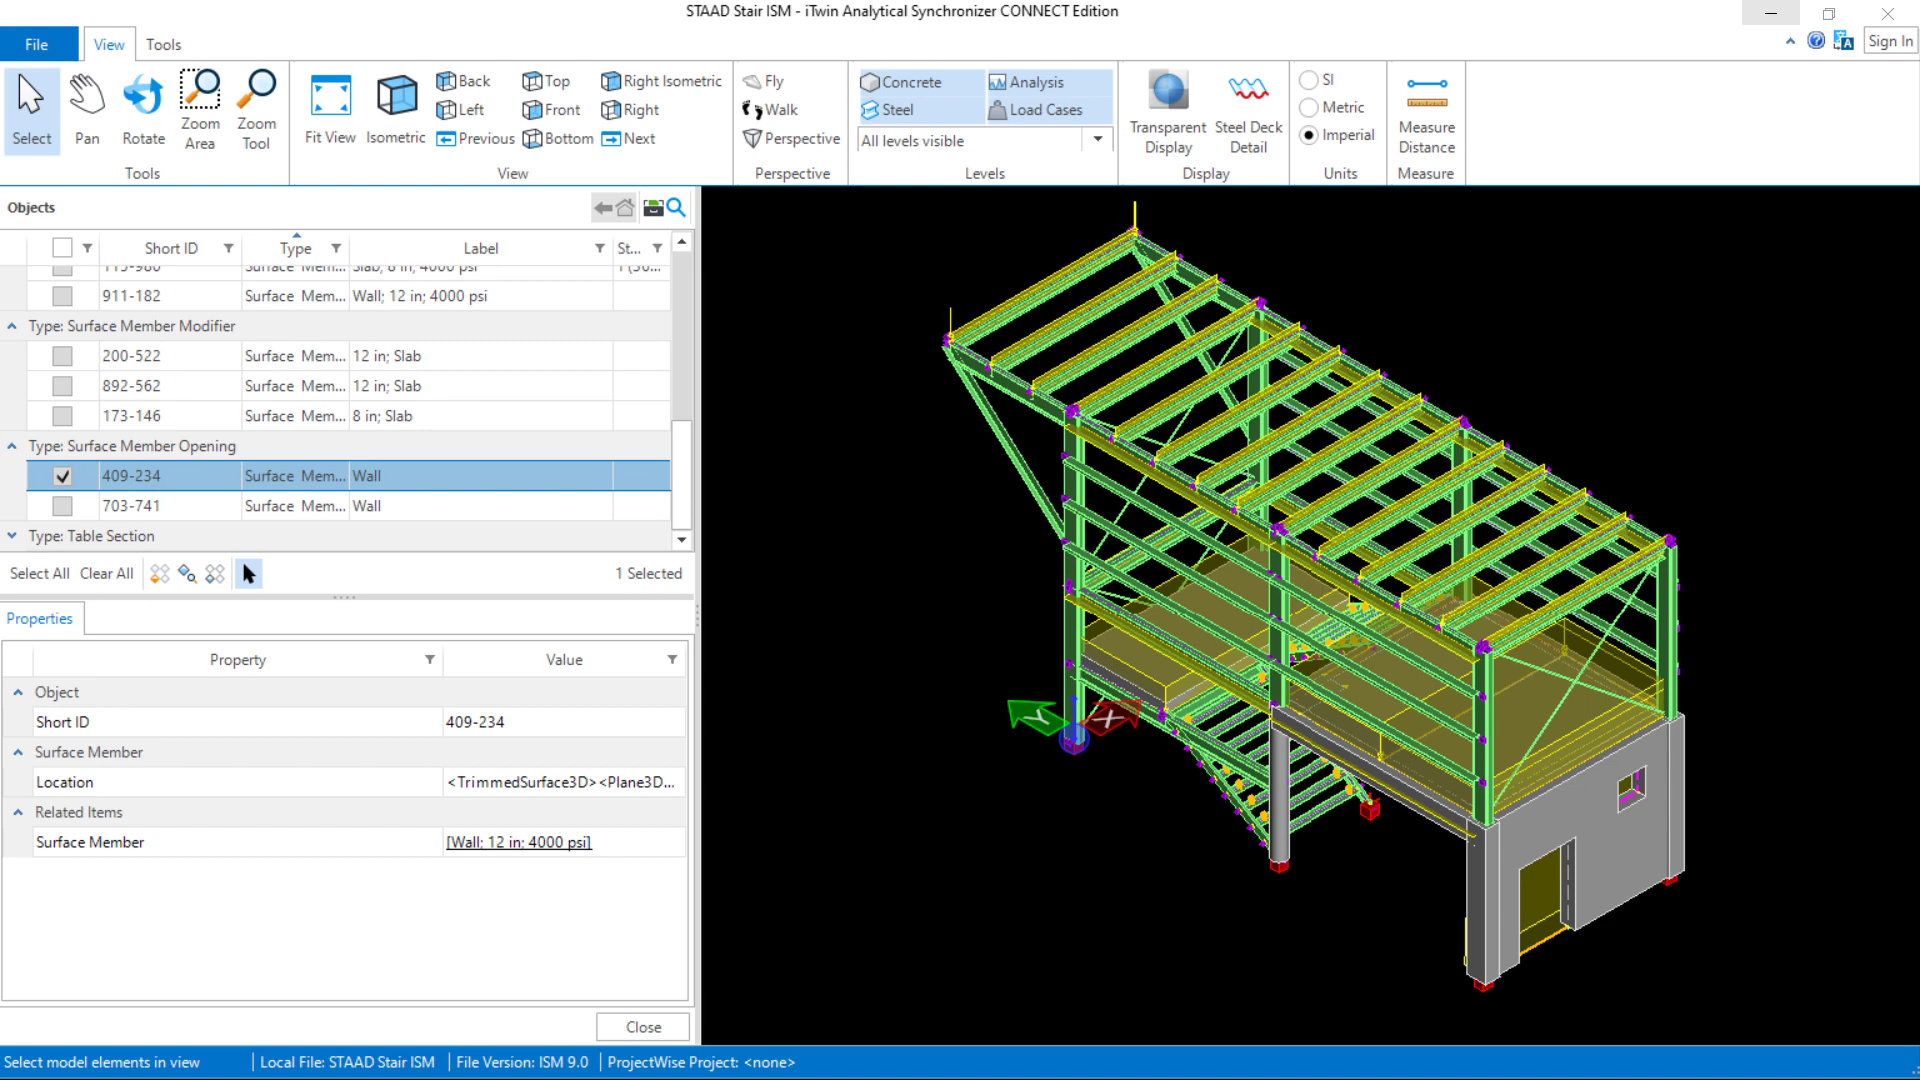 STAAD Stair ISM - iTwin Analytical Synchronizer CONNECT Edition
File View Tools
Sign In
Select Pan Rotate Zoom Area Zoom Tool
Tools
Fit View Isometric
Back Top Right Isometric
Left Front Right
Previous Bottom Next
View
Fly
Walk
Perspective
Perspective
Concrete Analysis
Steel Load Cases
All levels visible
Levels
Transparent Display Steel Deck Detail
Display
SI
Metric
Imperial
Units
Measure Distance
Measure
Objects
Short ID Type Label St...
Surface Mem... Slab; 8 in; 4000 psi
911-182 Surface Mem... Wall; 12 in; 4000 psi
Type: Surface Member Modifier
200-522 Surface Mem... 12 in; Slab
892-562 Surface Mem... 12 in; Slab
173-146 Surface Mem... 8 in; Slab
Type: Surface Member Opening
409-234 Surface Mem... Wall
703-741 Surface Mem... Wall
Type: Table Section
Select All Clear All 1 Selected
Properties
Property Value
Object
Short ID 409-234
Surface Member
Location <TrimmedSurface3D><Plane3D...
Related Items
Surface Member [Wall; 12 in; 4000 psi]
Close
Y X
Select model elements in view Local File: STAAD Stair ISM File Version: ISM 9.0 ProjectWise Project: <none>